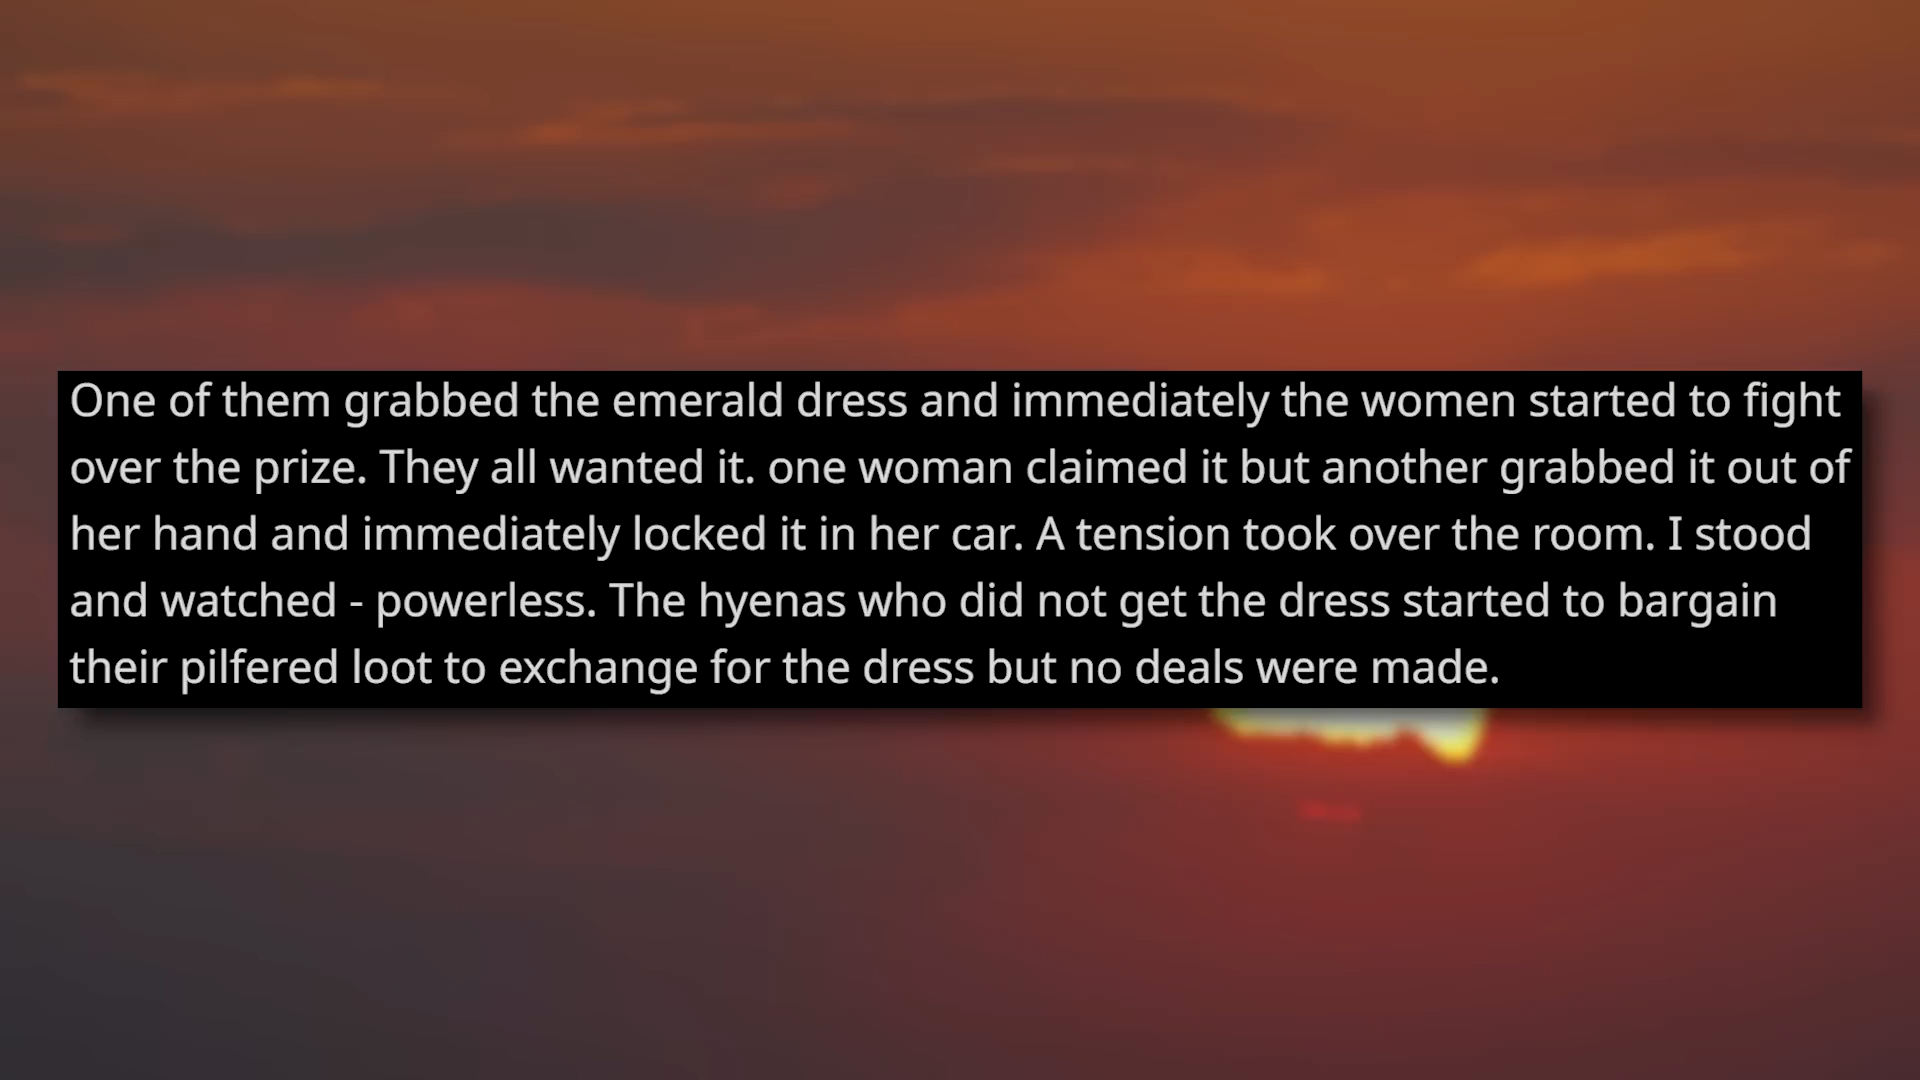 One of them grabbed the emerald dress and immediately the women started to fight
over the prize. They all wanted it. one woman claimed it but another grabbed it out of
her hand and immediately locked it in her car. A tension took over the room. I stood
and watched - powerless. The hyenas who did not get the dress started to bargain
their pilfered loot to exchange for the dress but no deals were made.